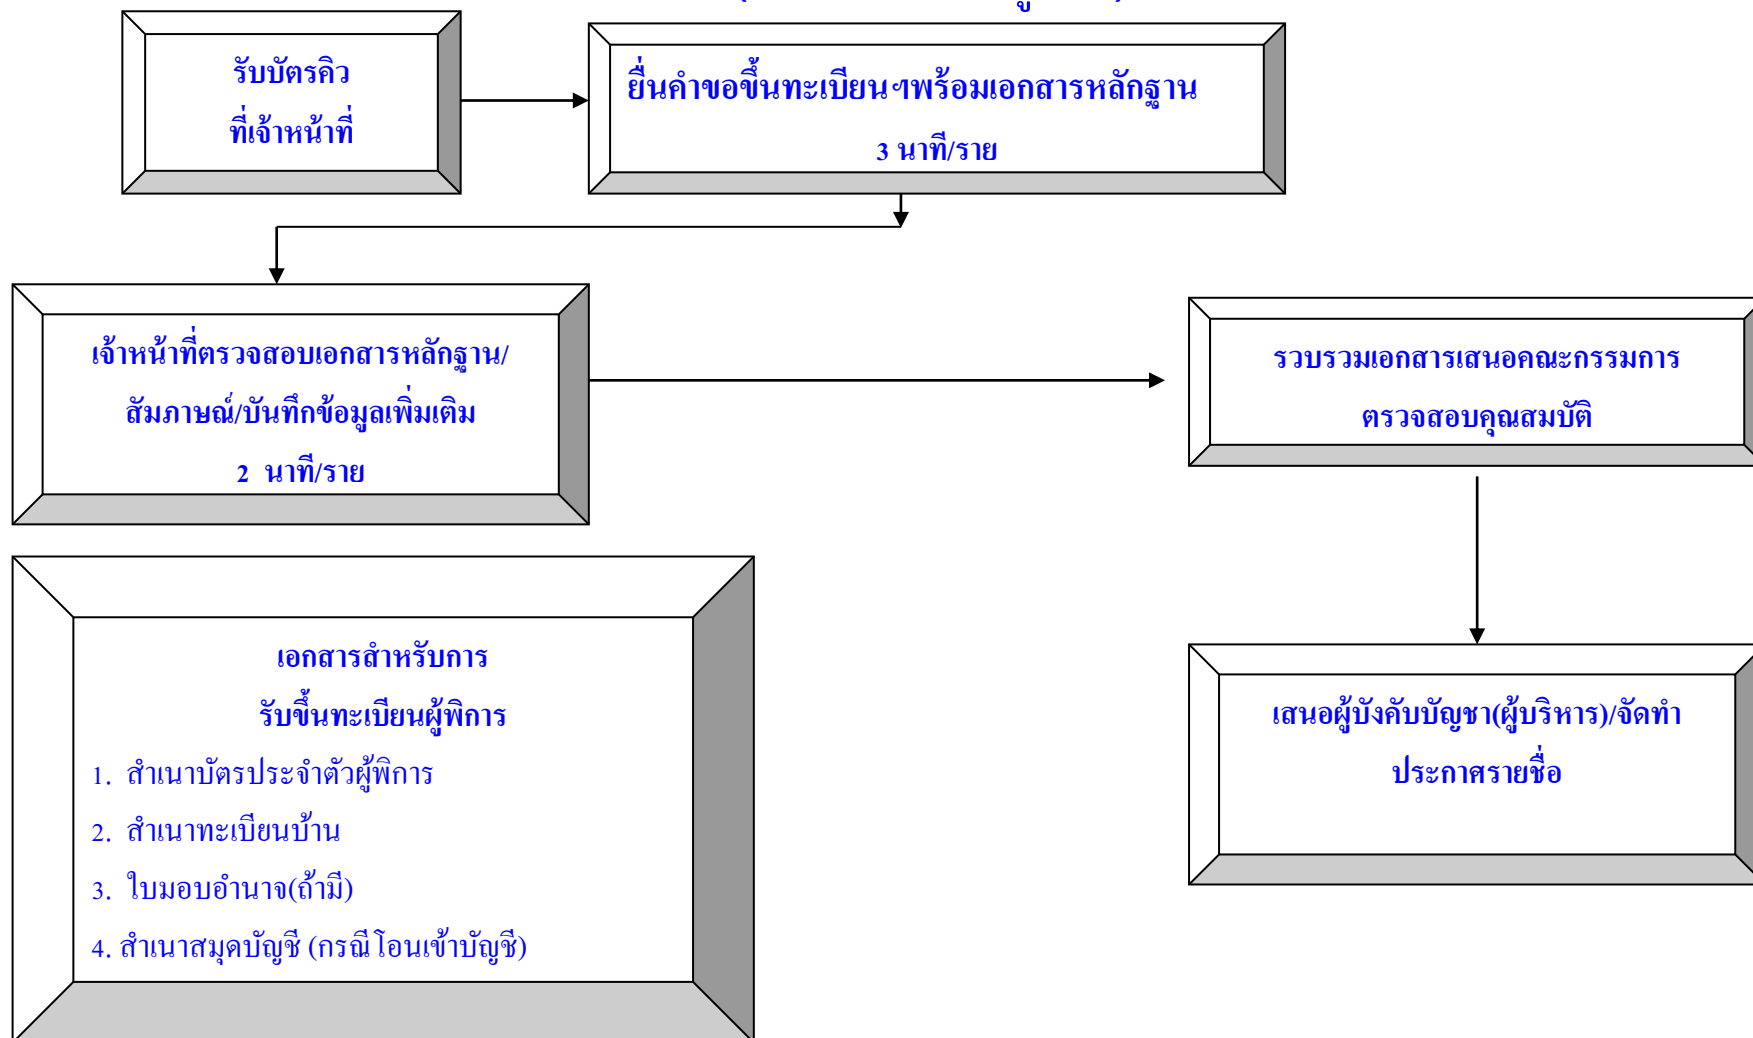 รับบัตรคิว
ที่เจ้าหน้าที่
ยื่นคำขอขึ้นทะเบียนฯพร้อมเอกสารหลักฐาน
3 นาที/ราย
เจ้าหน้าที่ตรวจสอบเอกสารหลักฐาน/
สัมภาษณ์/บันทึกข้อมูลเพิ่มเติม
2 นาที/ราย
รวบรวมเอกสารเสนอคณะกรรมการ
ตรวจสอบคุณสมบัติ
เอกสารสำหรับการ
รับขึ้นทะเบียนผู้พิการ
1. สำเนาบัตรประจำตัวผู้พิการ
2. สำเนาทะเบียนบ้าน
3. ใบมอบอำนาจ(ถ้ามี)
4. สำเนาสมุดบัญชี (กรณีโอนเข้าบัญชี)
เสนอผู้บังคับบัญชา(ผู้บริหาร)/จัดทำ
ประกาศรายชื่อ